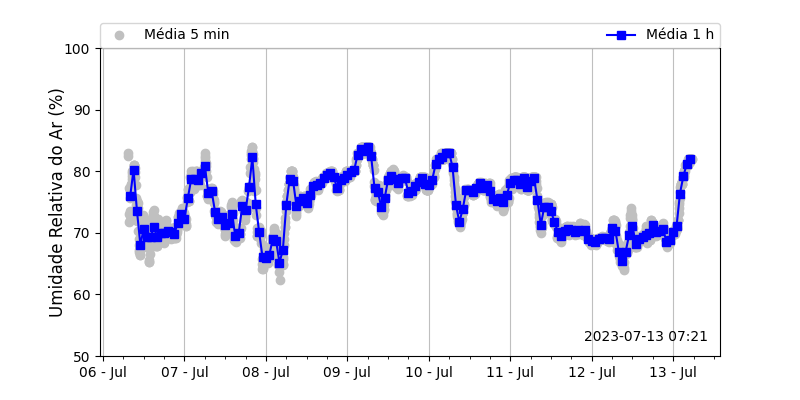 Média 5 min
Média 1 h
Umidade Relativa do Ar (%)
100
90
80
70
60
50
2023-07-13 07:21
06 - Jul
07 - Jul
08 - Jul
09 - Jul
10 - Jul
11 - Jul
12 - Jul
13 - Jul